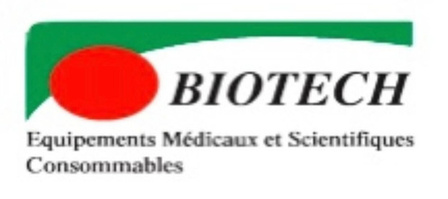 BIOTECH
Equipements Médicaux et Scientifiques
Consommables